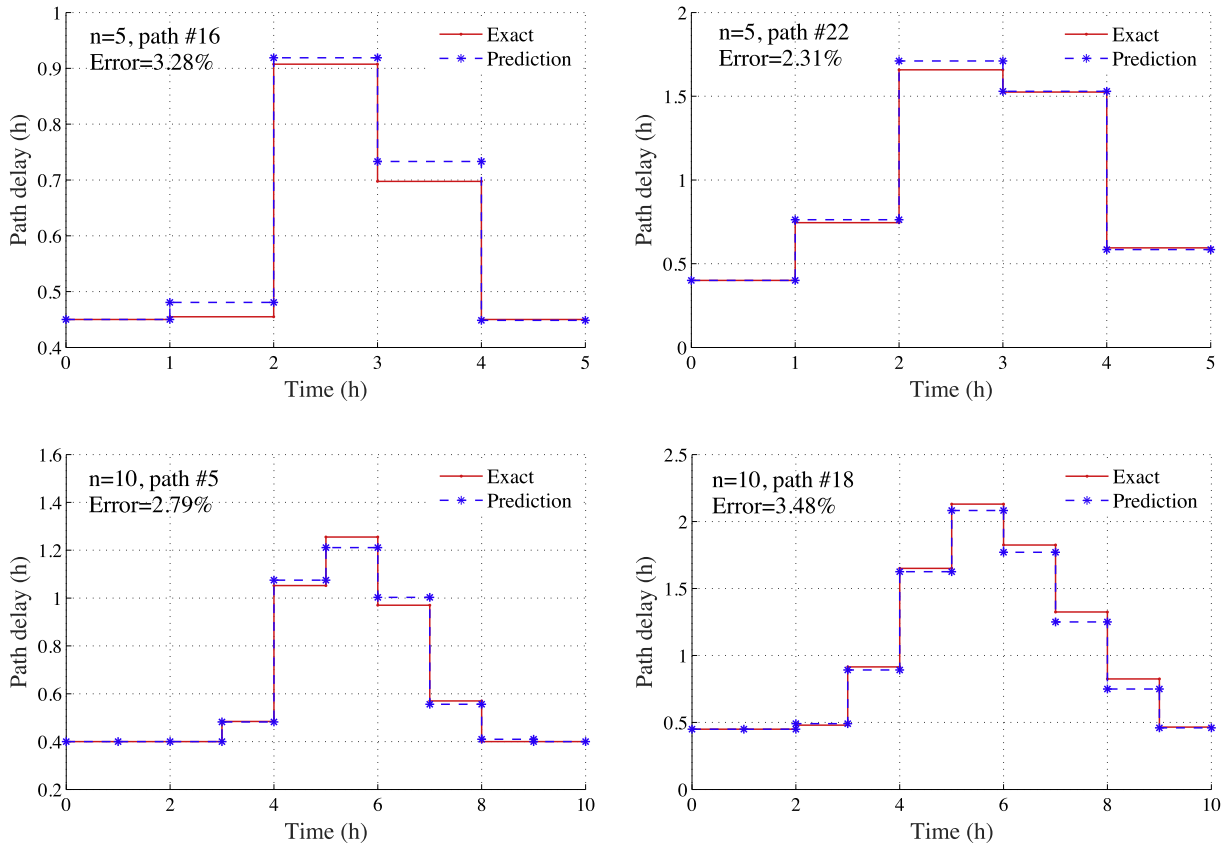 n=5, path #16
Error=3.28%
Exact
Prediction
1
0.9
0.8
0.7
0.6
0.5
0.4
Path delay (h)
0 1 2 3 4 5
Time (h)
n=5, path #22
Error=2.31%
Exact
Prediction
2
1.5
1
0.5
0
Path delay (h)
0 1 2 3 4 5
Time (h)
n=10, path #5
Error=2.79%
Exact
Prediction
1.6
1.4
1.2
1
0.8
0.6
0.4
0.2
Path delay (h)
0 2 4 6 8 10
Time (h)
n=10, path #18
Error=3.48%
Exact
Prediction
2.5
2
1.5
1
0.5
0
Path delay (h)
0 2 4 6 8 10
Time (h)